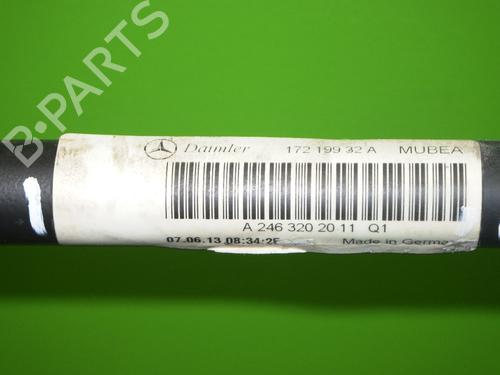 B·PARTS
Daimler 172 199 32 A MUBEA
A 246 320 20 11 Q1
07.06.13 08:34:2 Made in Germa